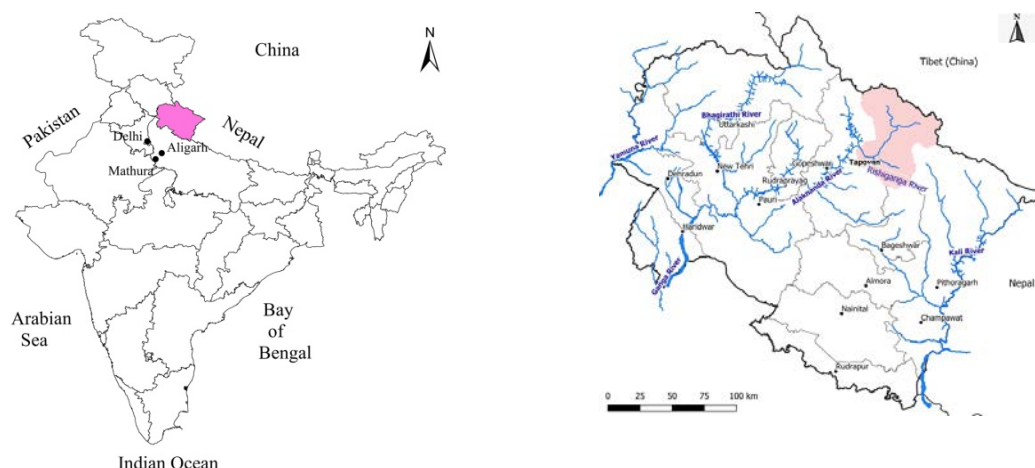 China
N
Pakistan
Nepal
Delhi
Aligarh
Mathura
Arabian
Sea
Bay
of
Bengal
Indian Ocean
N
Tibet (China)
Bhagirathi River
Uttarkashi
Yamuna River
New Tehri
Gopeshwar
Tapovan
Dehradun
Rudraprayag
Rishiganga River
Alaknanda River
Pauri
Haridwar
Bageshwar
Kali River
Ganga River
Almora
Pithoragarh
Nepal
Nainital
Champawat
Rudrapur
0 25 50 75 100 km